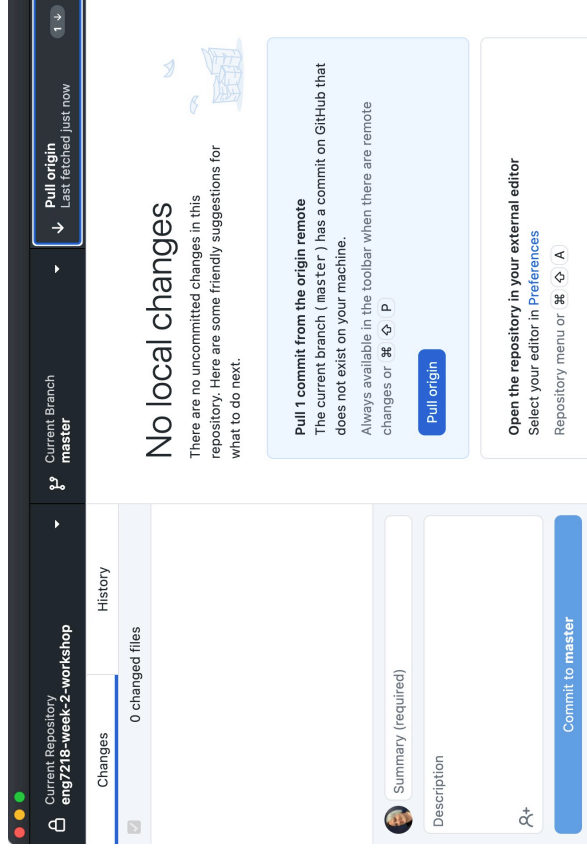 Current Repository
eng7218-week-2-workshop
Current Branch
master
Pull origin
Last fetched just now
1 ↓
Changes
History
0 changed files
Summary (required)
Description
Commit to master
No local changes
There are no uncommitted changes in this
repository. Here are some friendly suggestions for
what to do next.
Pull 1 commit from the origin remote
The current branch ( master ) has a commit on GitHub that
does not exist on your machine.
Always available in the toolbar when there are remote
changes or ⌘ ⇧ P
Pull origin
Open the repository in your external editor
Select your editor in Preferences
Repository menu or ⌘ ⇧ A